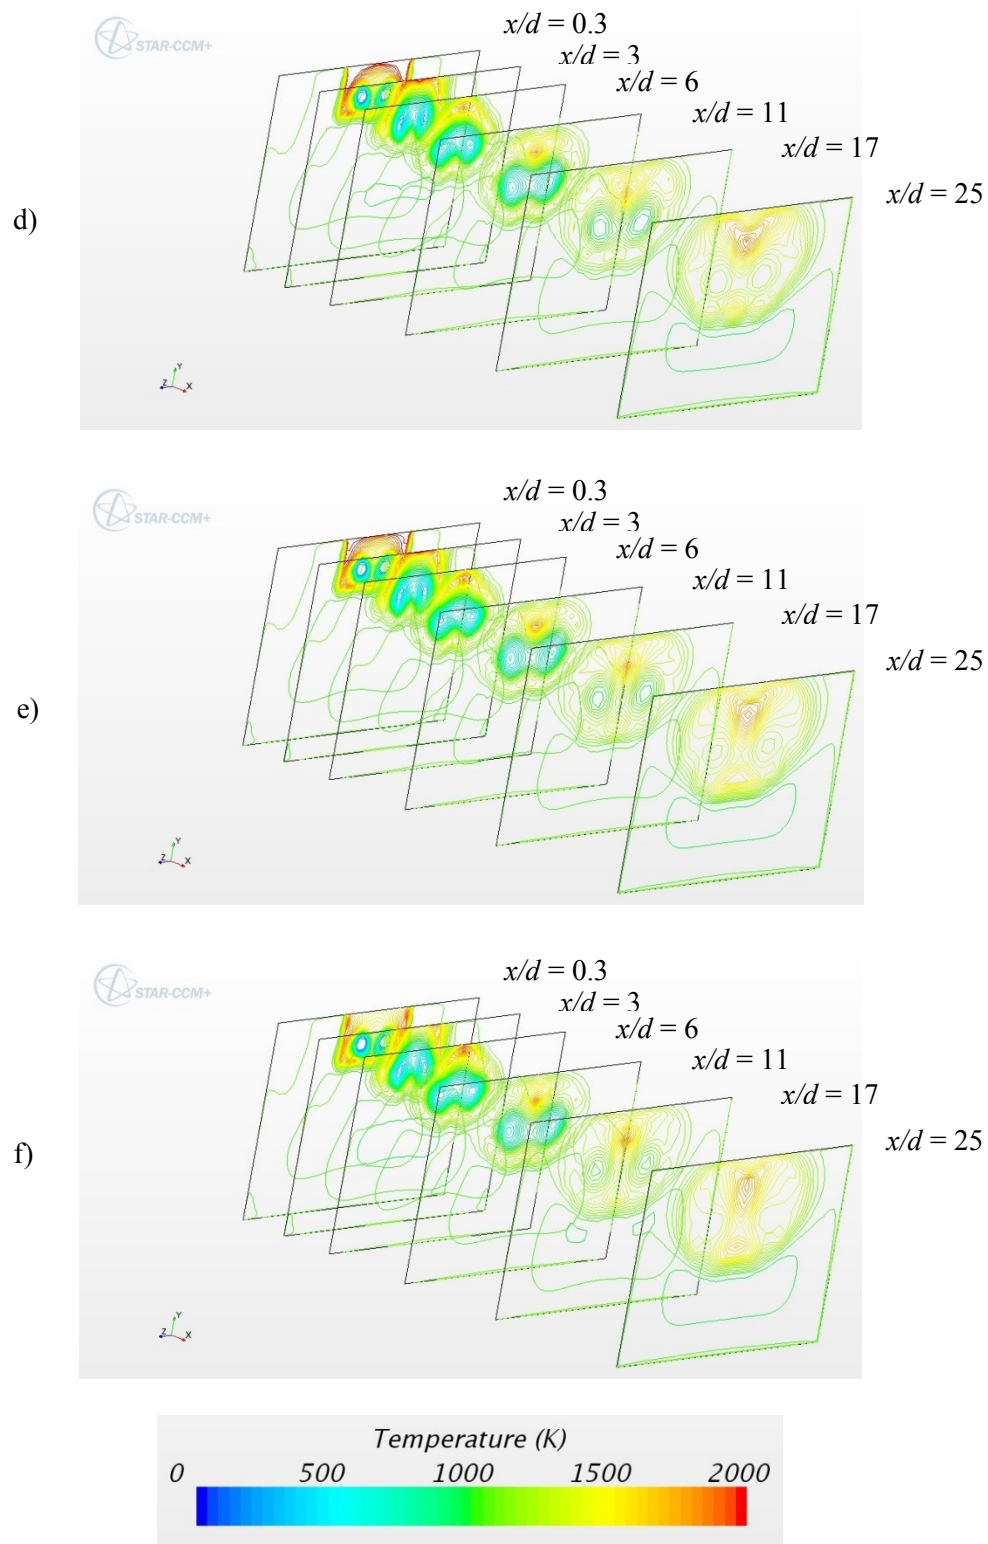 x/d = 0.3
x/d = 3
x/d = 6
x/d = 11
x/d = 17
x/d = 25
d)
STAR-CCM+
Y
Z
X
x/d = 0.3
x/d = 3
x/d = 6
x/d = 11
x/d = 17
x/d = 25
e)
STAR-CCM+
Y
Z
X
x/d = 0.3
x/d = 3
x/d = 6
x/d = 11
x/d = 17
x/d = 25
f)
STAR-CCM+
Y
Z
X
Temperature (K)
0 500 1000 1500 2000